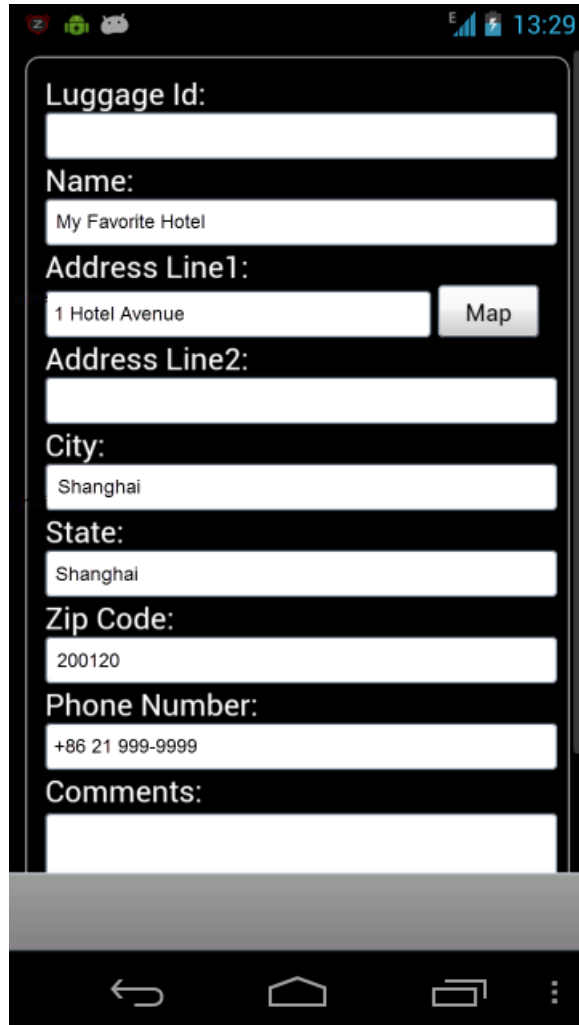 E 13:29
Luggage Id:
Name:
My Favorite Hotel
Address Line1:
1 Hotel Avenue Map
Address Line2:
City:
Shanghai
State:
Shanghai
Zip Code:
200120
Phone Number:
+86 21 999-9999
Comments: